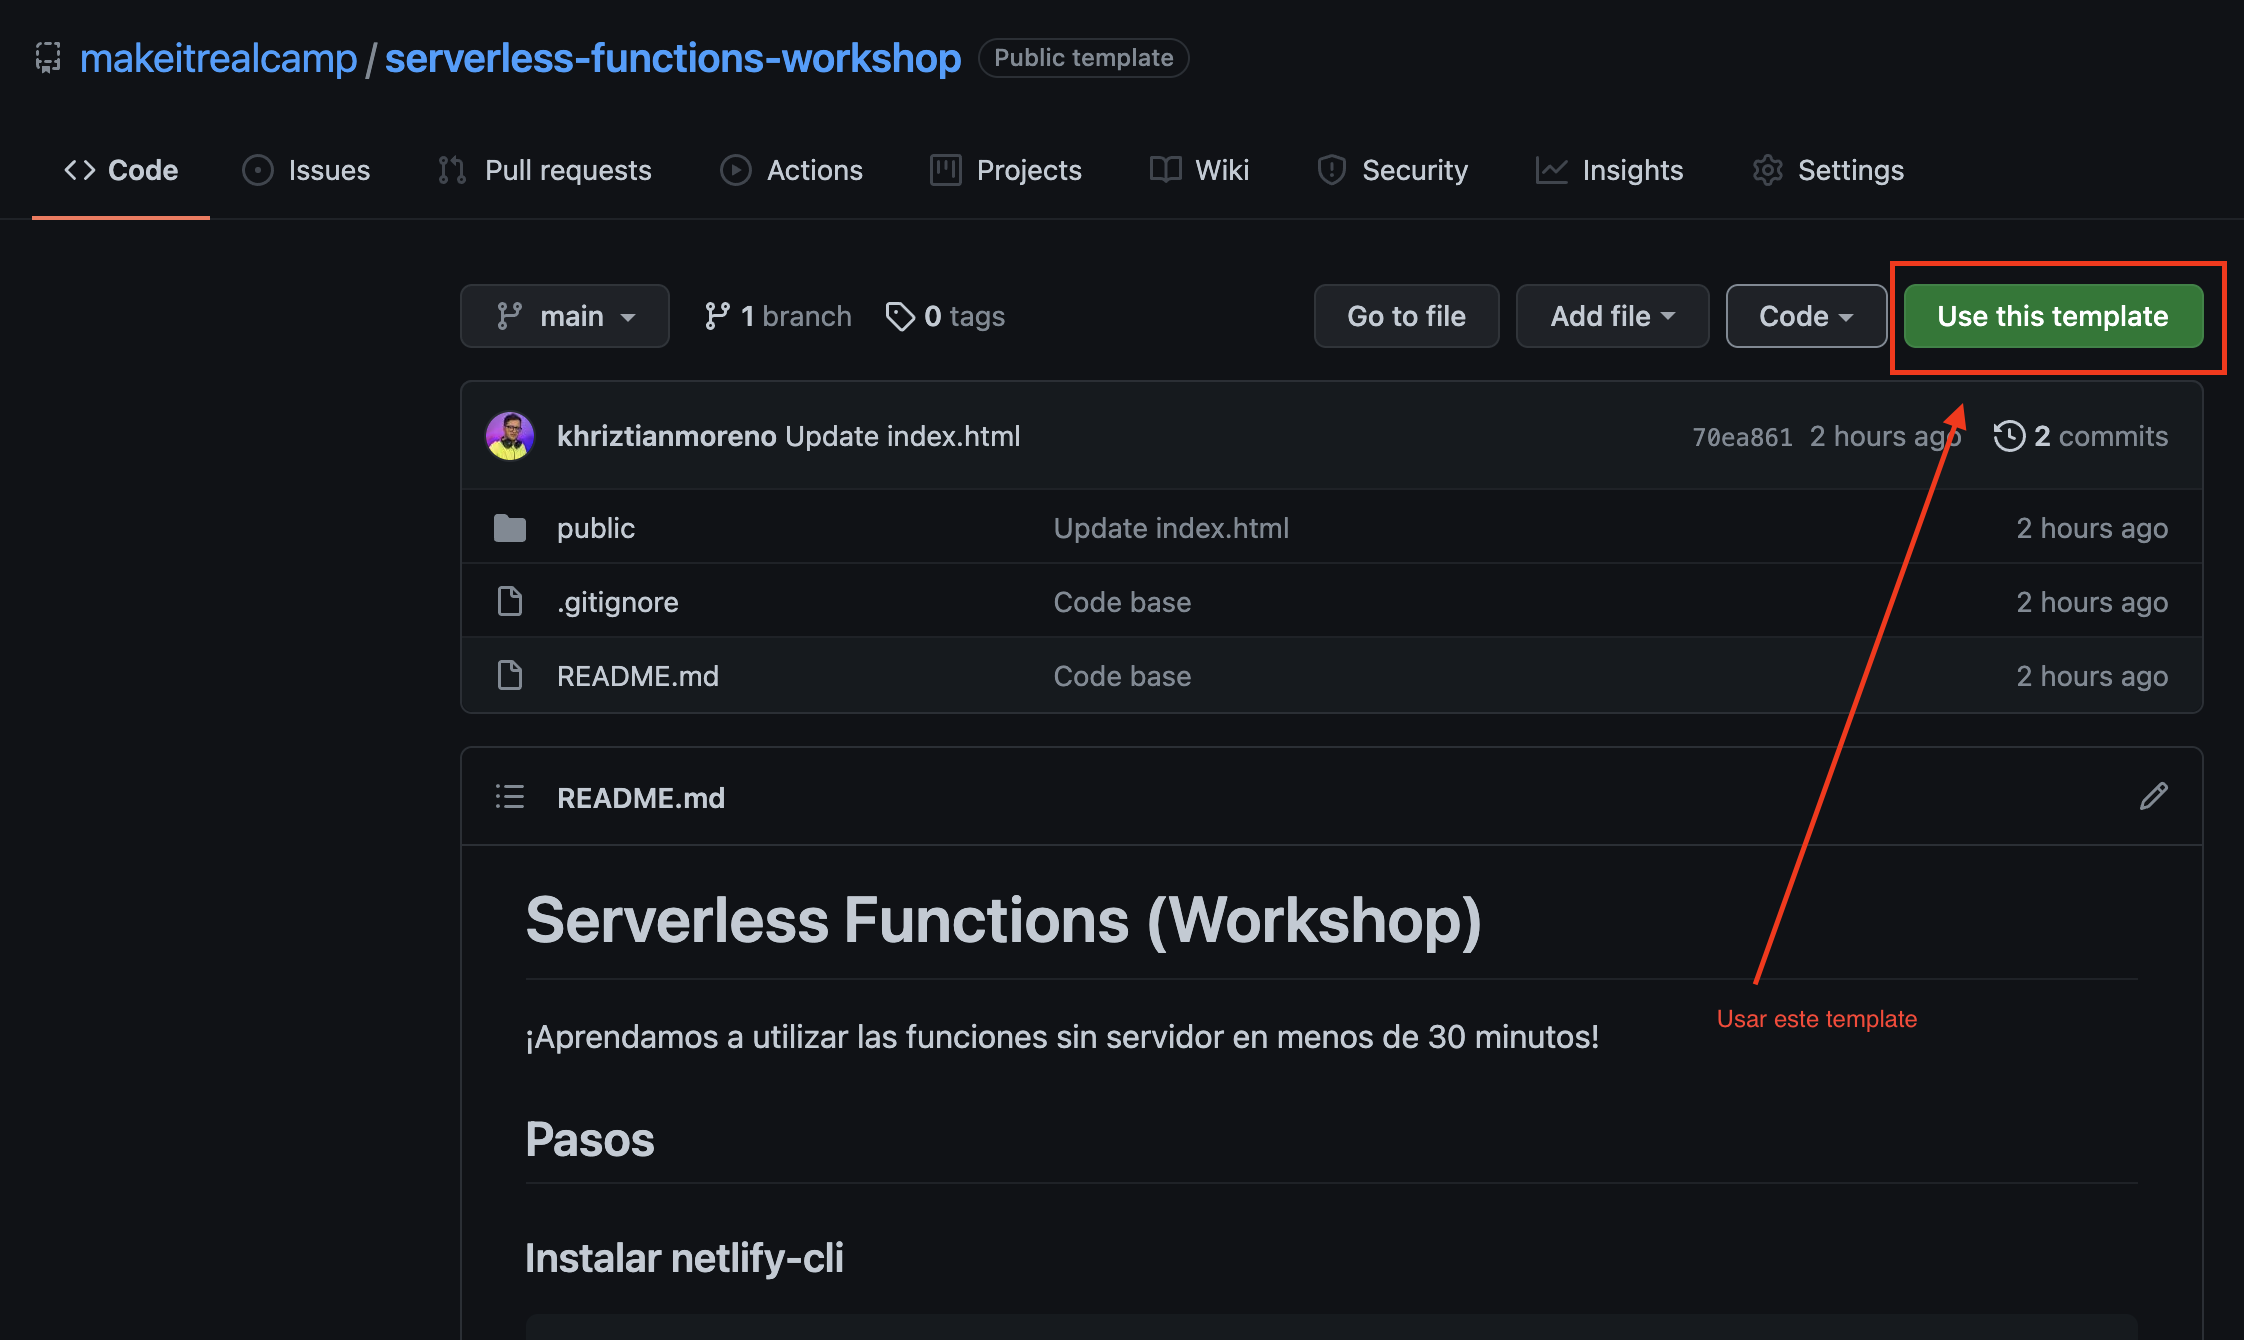 makeitrealcamp / serverless-functions-workshop Public template
Code Issues Pull requests Actions Projects Wiki Security Insights Settings
main 1 branch 0 tags Go to file Add file Code Use this template
khriztianmoreno Update index.html 70ea861 2 hours ago 2 commits
public Update index.html 2 hours ago
.gitignore Code base 2 hours ago
README.md Code base 2 hours ago
README.md
Serverless Functions (Workshop)
Usar este template
¡Aprendamos a utilizar las funciones sin servidor en menos de 30 minutos!
Pasos
Instalar netlify-cli